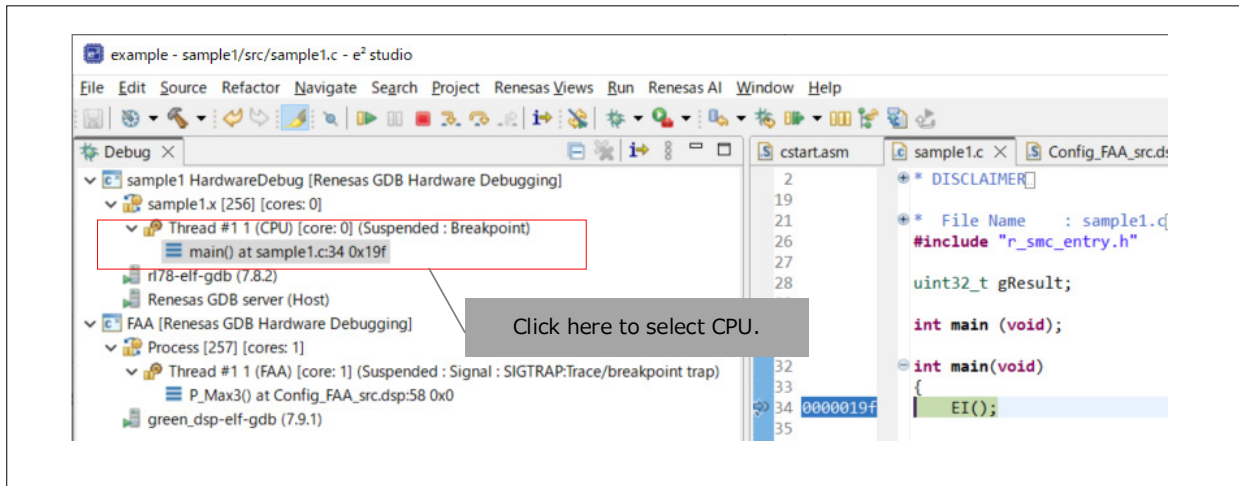 example - sample1/src/sample1.c - e² studio
File Edit Source Refactor Navigate Search Project Renesas Views Run Renesas AI Window Help
Debug
sample1 HardwareDebug [Renesas GDB Hardware Debugging]
sample1.x [256] [cores: 0]
Thread #1 1 (CPU) [core: 0] (Suspended : Breakpoint)
main() at sample1.c:34 0x19f
rl78-elf-gdb (7.8.2)
Renesas GDB server (Host)
FAA [Renesas GDB Hardware Debugging]
Process [257] [cores: 1]
Thread #1 1 (FAA) [core: 1] (Suspended : Signal : SIGTRAP:Trace/breakpoint trap)
P_Max3() at Config_FAA_src.dsp:58 0x0
green_dsp-elf-gdb (7.9.1)
Click here to select CPU.
cstart.asm sample1.c Config_FAA_src.ds
2 * DISCLAIMER
19
21 * File Name : sample1.c
26 #include "r_smc_entry.h"
27
28 uint32_t gResult;
int main (void);
32 int main(void)
33 {
34 0000019f EI();
35